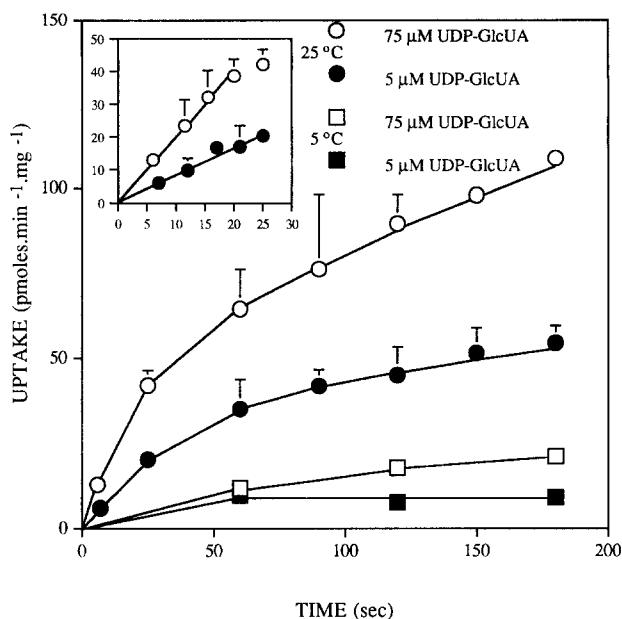 150
100
50
0
UPTAKE (pmoles.min -1.mg -1)
50
40
30
20
10
0
0 5 10 15 20 25 30
75 µM UDP-GlcUA
25 °C
5 µM UDP-GlcUA
75 µM UDP-GlcUA
5 °C
5 µM UDP-GlcUA
0 50 100 150 200
TIME (sec)